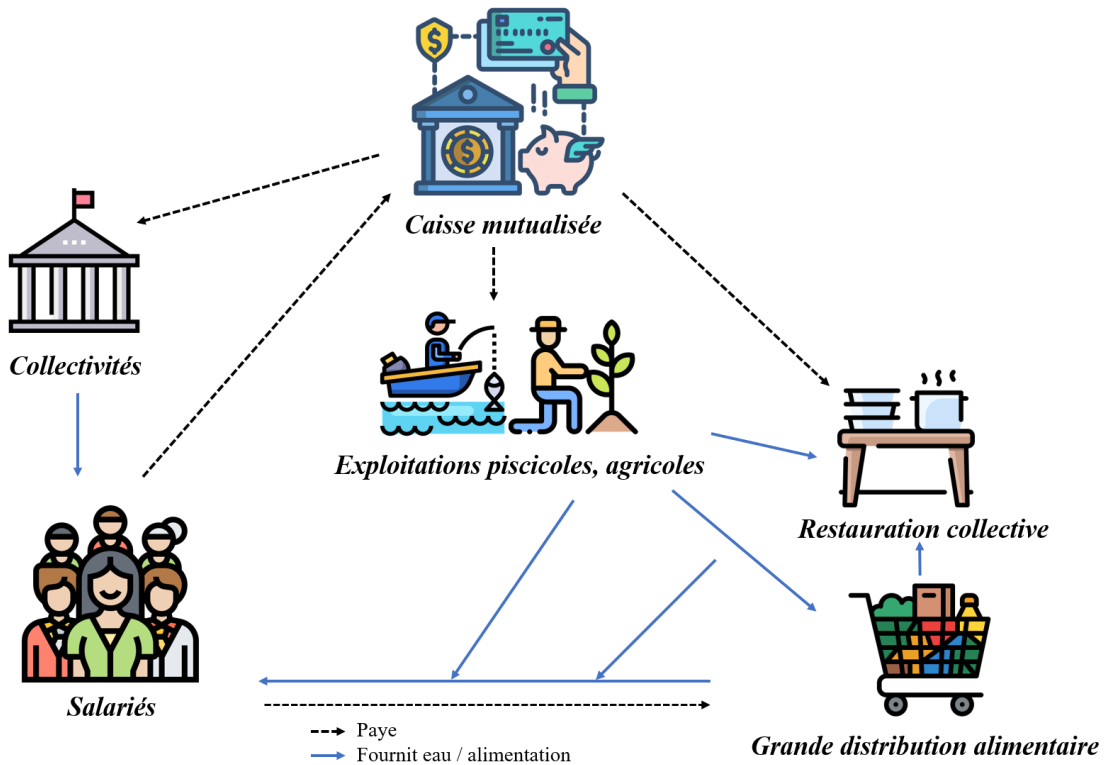 Caisse mutualisée
Collectivités
Exploitations piscicoles, agricoles
Restauration collective
Salariés
Paye
Fournit eau / alimentation
Grande distribution alimentaire